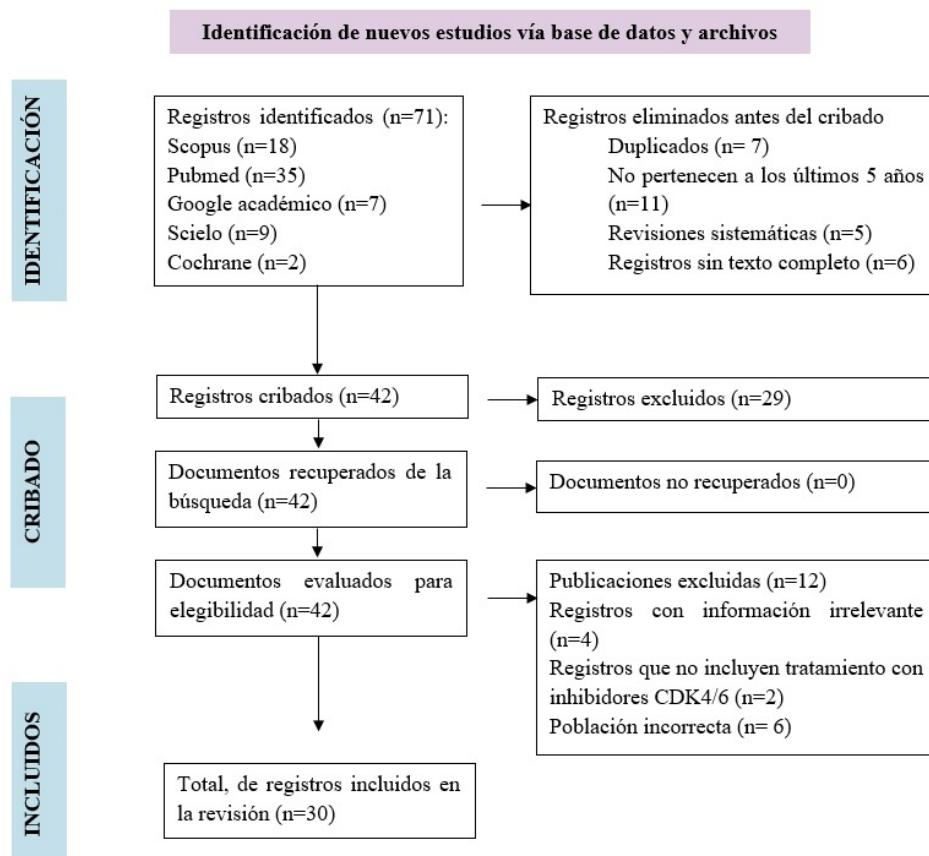 Identificación de nuevos estudios vía base de datos y archivos
IDENTIFICACIÓN
Registros identificados (n=71):
Scopus (n=18)
Pubmed (n=35)
Google académico (n=7)
Scielo (n=9)
Cochrane (n=2)
Registros eliminados antes del cribado
Duplicados (n= 7)
No pertenecen a los últimos 5 años
(n=11)
Revisiones sistemáticas (n=5)
Registros sin texto completo (n=6)
CRIBADO
Registros cribados (n=42)
Registros excluidos (n=29)
Documentos recuperados de la
búsqueda (n=42)
Documentos no recuperados (n=0)
Documentos evaluados para
elegibilidad (n=42)
Publicaciones excluidas (n=12)
Registros con información irrelevante
(n=4)
Registros que no incluyen tratamiento con
inhibidores CDK4/6 (n=2)
Población incorrecta (n= 6)
INCLUIDOS
Total, de registros incluidos en
la revisión (n=30)